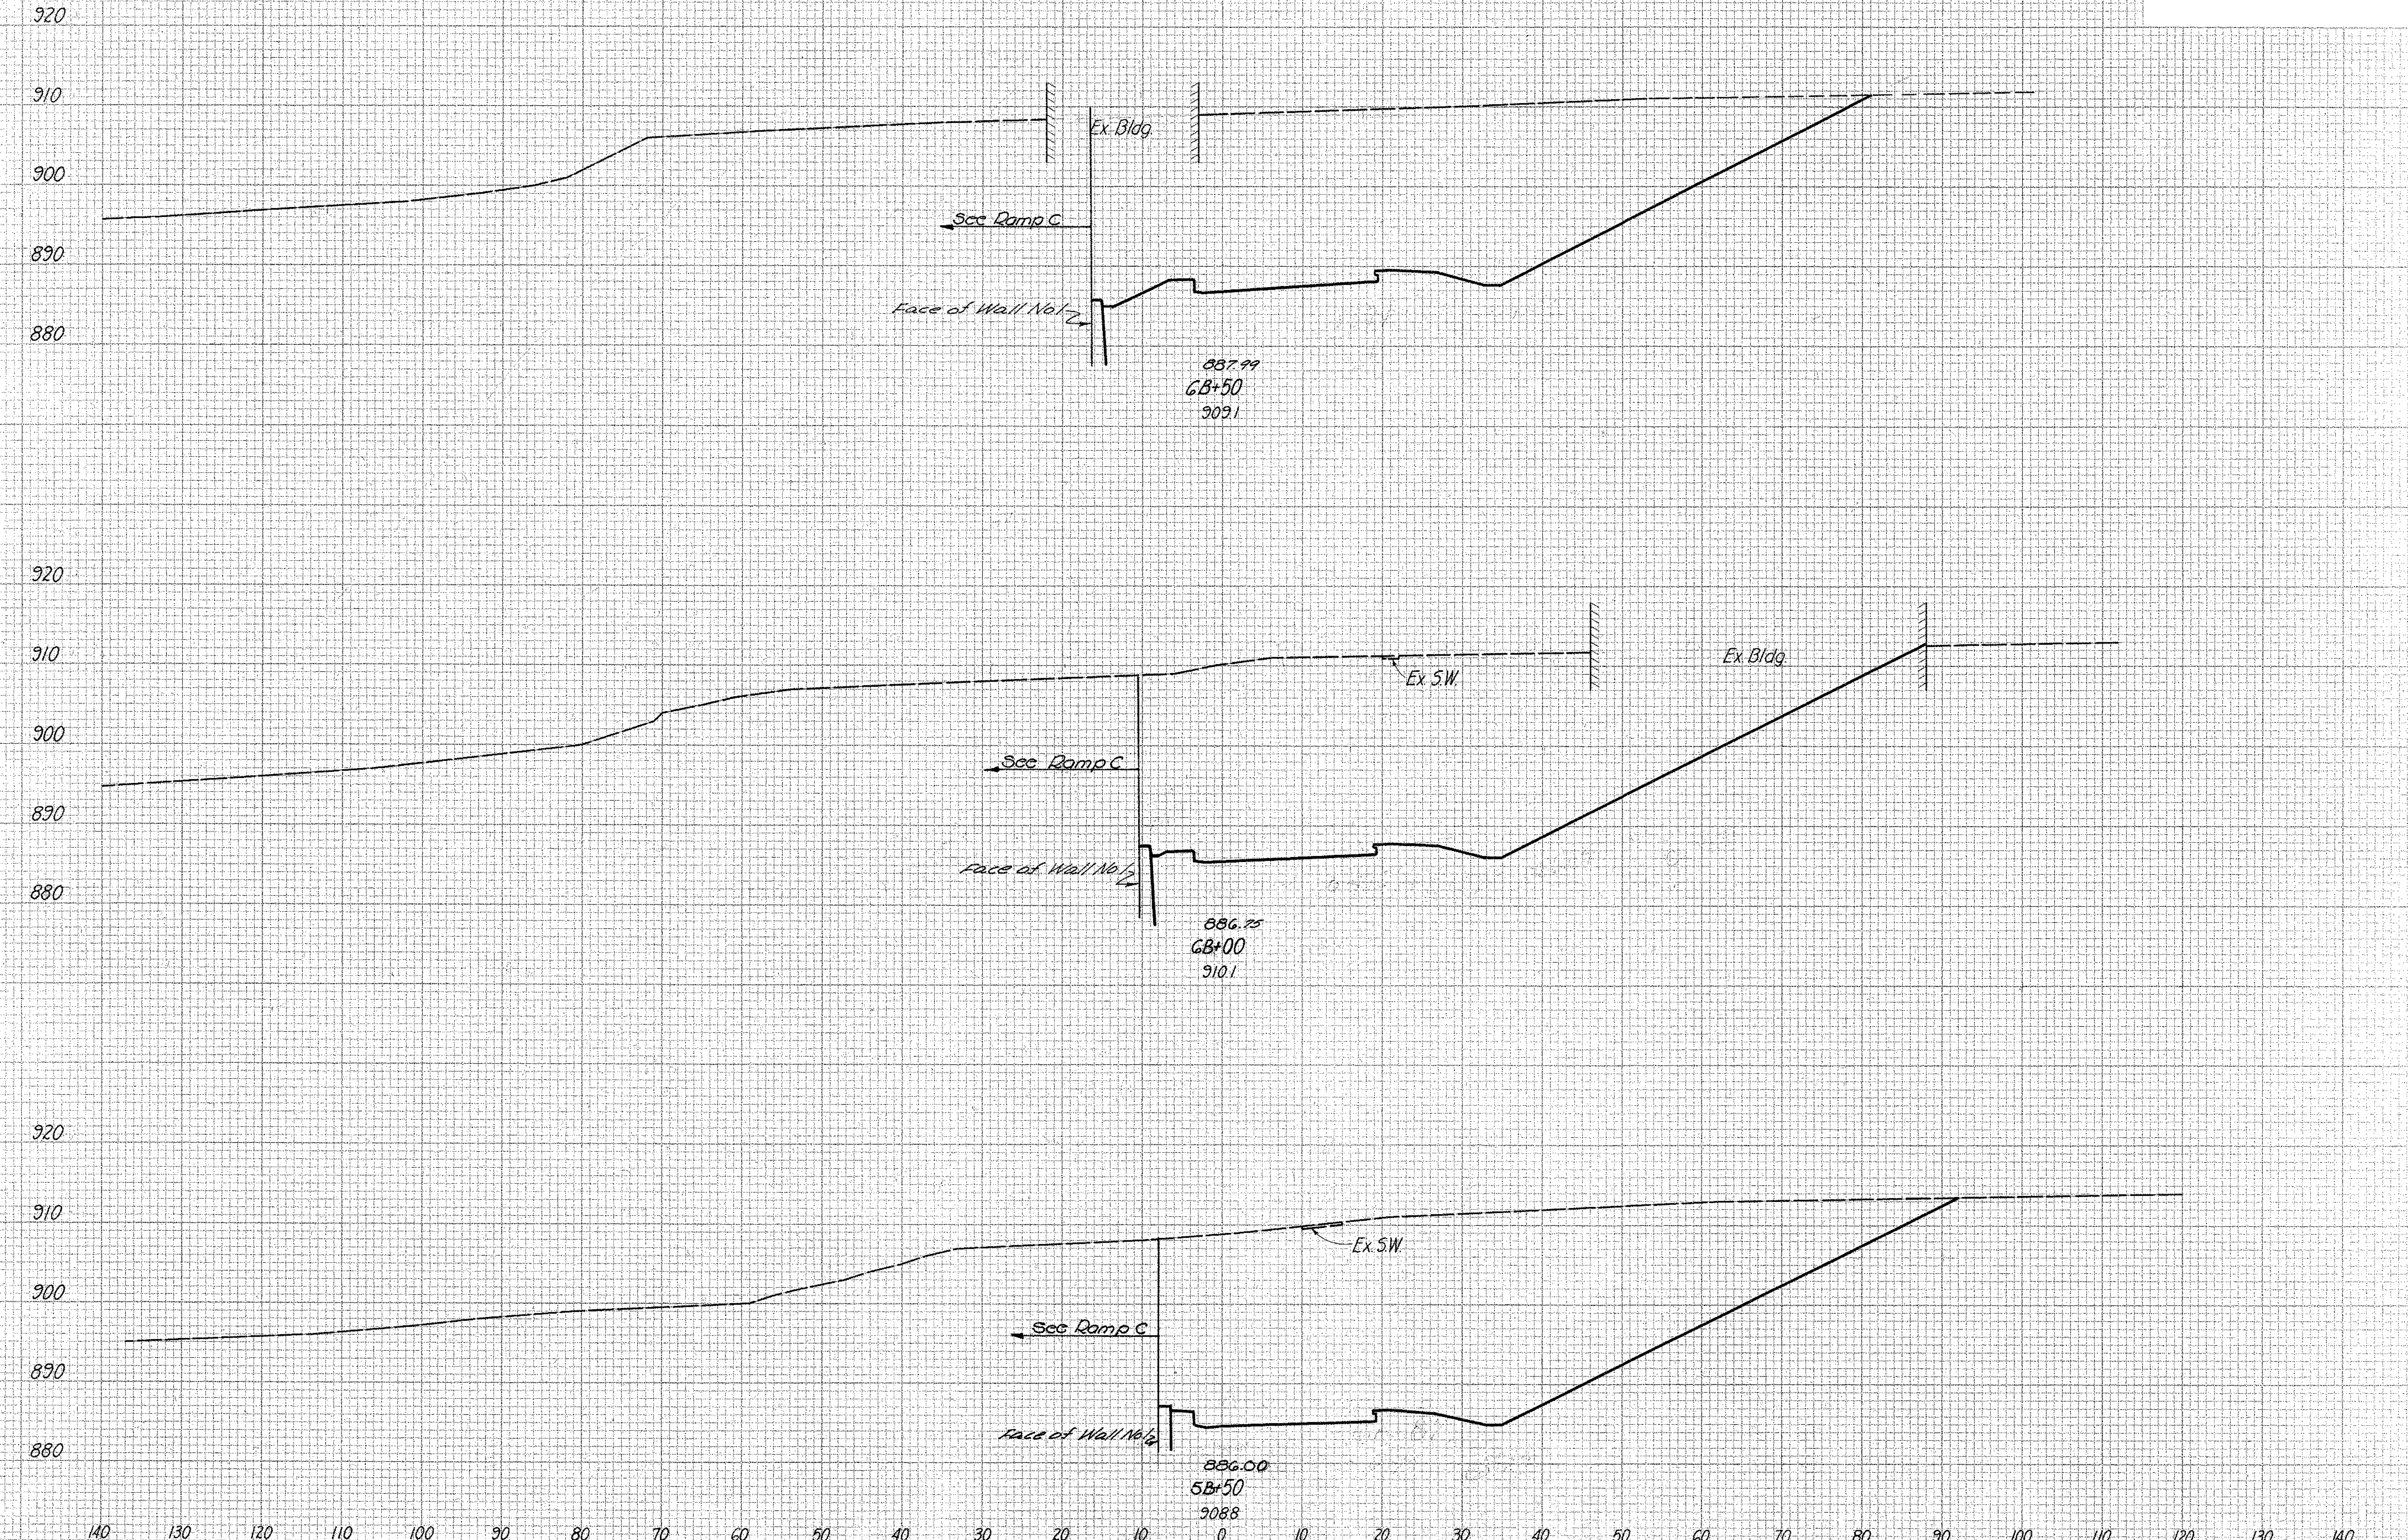 920
910
Ex. Bldg.
900
See Ramp C
890
Face of Wall No.1
880
887.99
6B+50
909.1
920
910
Ex. Bldg.
Ex. S.W.
900
See Ramp C
890
Face of Wall No.1
880
886.75
6B+00
910.1
920
910
Ex. S.W.
900
See Ramp C
890
Face of Wall No.1
880
886.00
5B+50
908.8
140 130 120 110 100 90 80 70 60 50 40 30 20 10 0 10 20 30 40 50 60 70 80 90 100 110 120 130 140